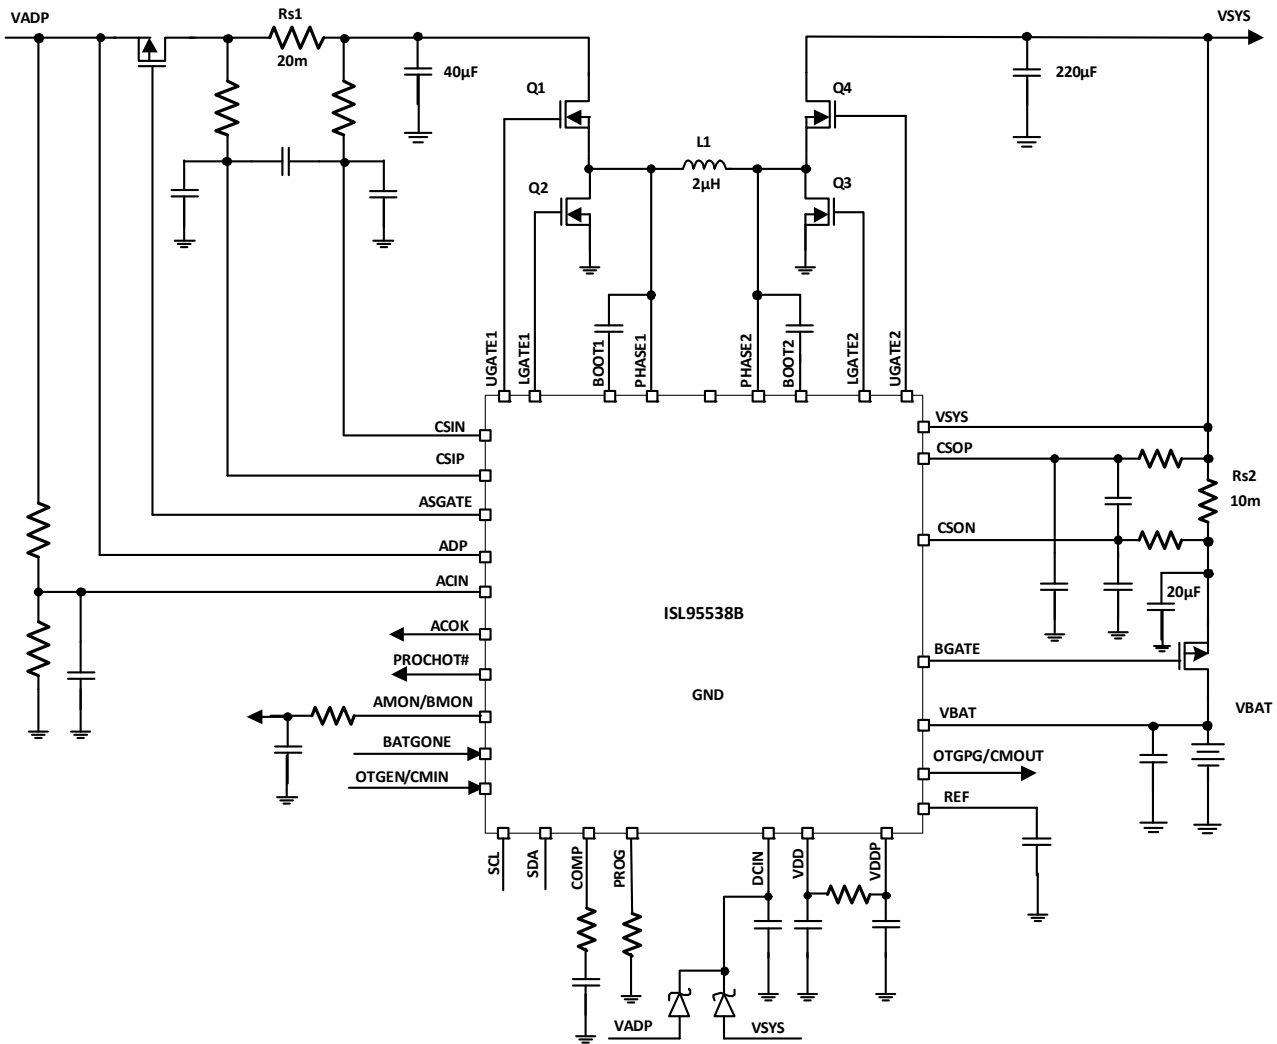 VADP
Rs1
20m
40µF
Q1
Q2
L1
2µH
Q4
Q3
220µF
VSYS
UGATE1
LGATE1
BOOT1
PHASE1
PHASE2
BOOT2
LGATE2
UGATE2
CSIN
CSIP
ASGATE
ADP
ACIN
ACOK
PROCHOT#
AMON/BMON
BATGONE
OTGEN/CMIN
ISL95538B
GND
VSYS
CSOP
CSON
BGATE
VBAT
OTGPG/CMOUT
REF
Rs2
10m
20µF
VBAT
SCL
SDA
COMP
PROG
DCIN
VDD
VDDP
VADP
VSYS